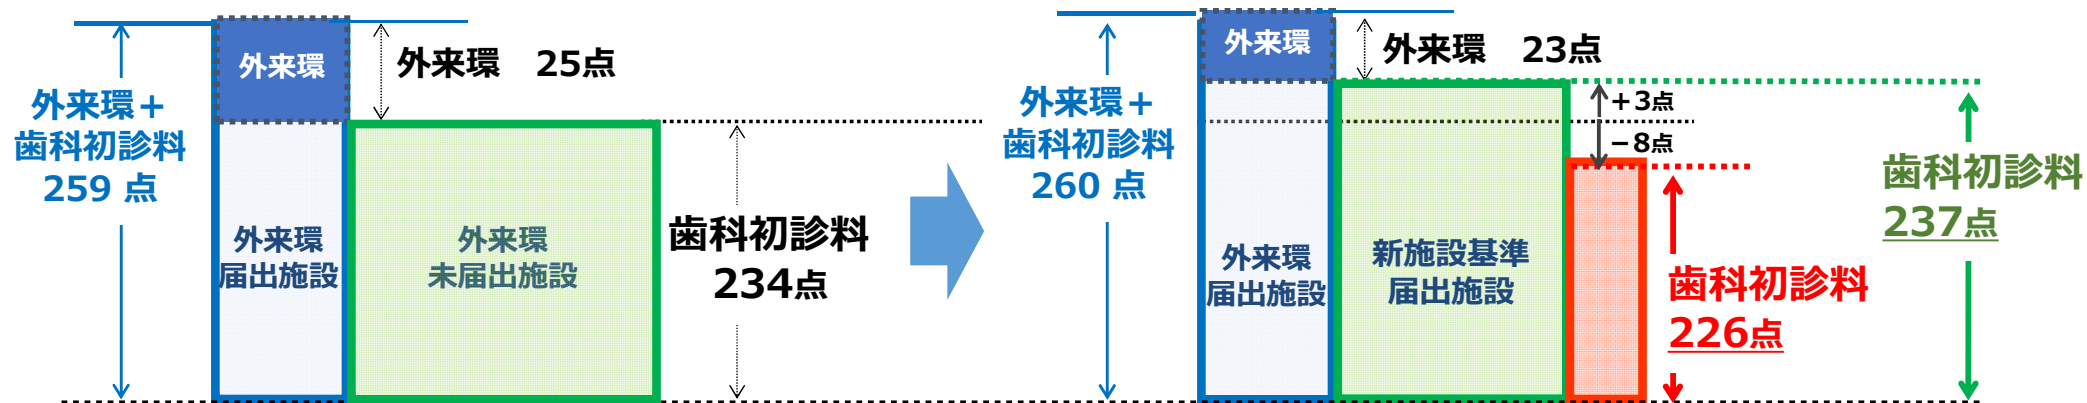 外来環＋
歯科初診料
259 点
外来環
外来環
届出施設
外来環　25点
外来環
未届出施設
歯科初診料
234点
外来環＋
歯科初診料
260 点
外来環
外来環
届出施設
外来環　23点
新施設基準
届出施設
＋3点
−8点
歯科初診料
226点
歯科初診料
237点